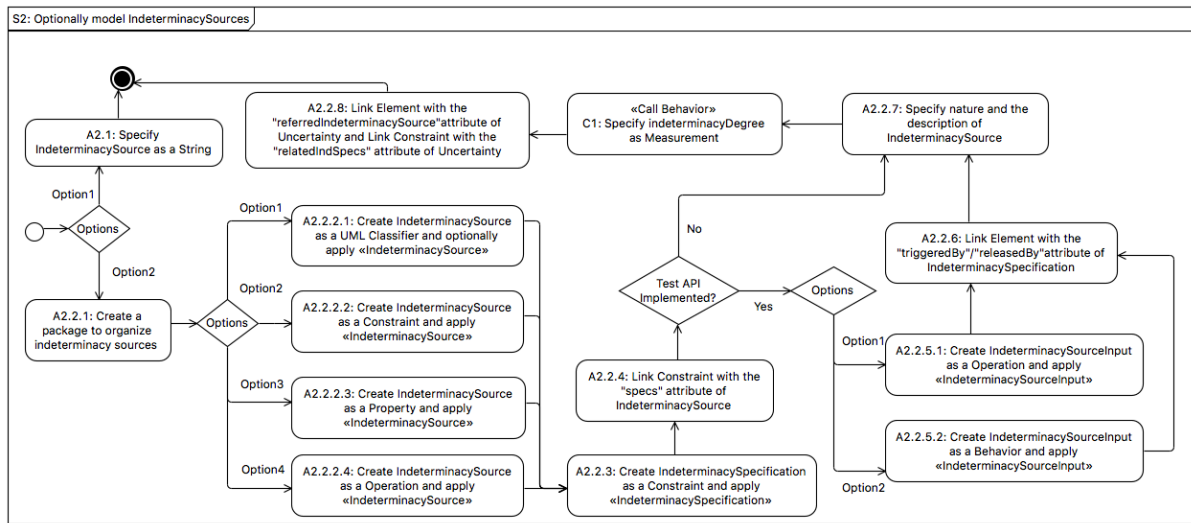 S2: Optionally model IndeterminacySources
A2.1: Specify
IndeterminacySource as a String
Option1
Options
Option2
A2.2.1: Create a
package to organize
indeterminacy sources
Options
Option1
A2.2.2.1: Create IndeterminacySource
as a UML Classifier and optionally
apply «IndeterminacySource»
Option2
A2.2.2.2: Create IndeterminacySource
as a Constraint and apply
«IndeterminacySource»
Option3
A2.2.2.3: Create IndeterminacySource
as a Property and apply
«IndeterminacySource»
Option4
A2.2.2.4: Create IndeterminacySource
as a Operation and apply
«IndeterminacySource»
A2.2.3: Create IndeterminacySpecification
as a Constraint and apply
«IndeterminacySpecification»
A2.2.4: Link Constraint with the
"specs" attribute of
IndeterminacySource
Test API
Implemented?
No
Yes
Options
Option1
A2.2.5.1: Create IndeterminacySourceInput
as a Operation and apply
«IndeterminacySourceInput»
Option2
A2.2.5.2: Create IndeterminacySourceInput
as a Behavior and apply
«IndeterminacySourceInput»
A2.2.6: Link Element with the
"triggeredBy"/"releasedBy"attribute of
IndeterminacySpecification
A2.2.7: Specify nature and the
description of
IndeterminacySource
«Call Behavior»
C1: Specify indeterminacyDegree
as Measurement
A2.2.8: Link Element with the
"referredIndeterminacySource"attribute of
Uncertainty and Link Constraint with the
"relatedIndSpecs" attribute of Uncertainty